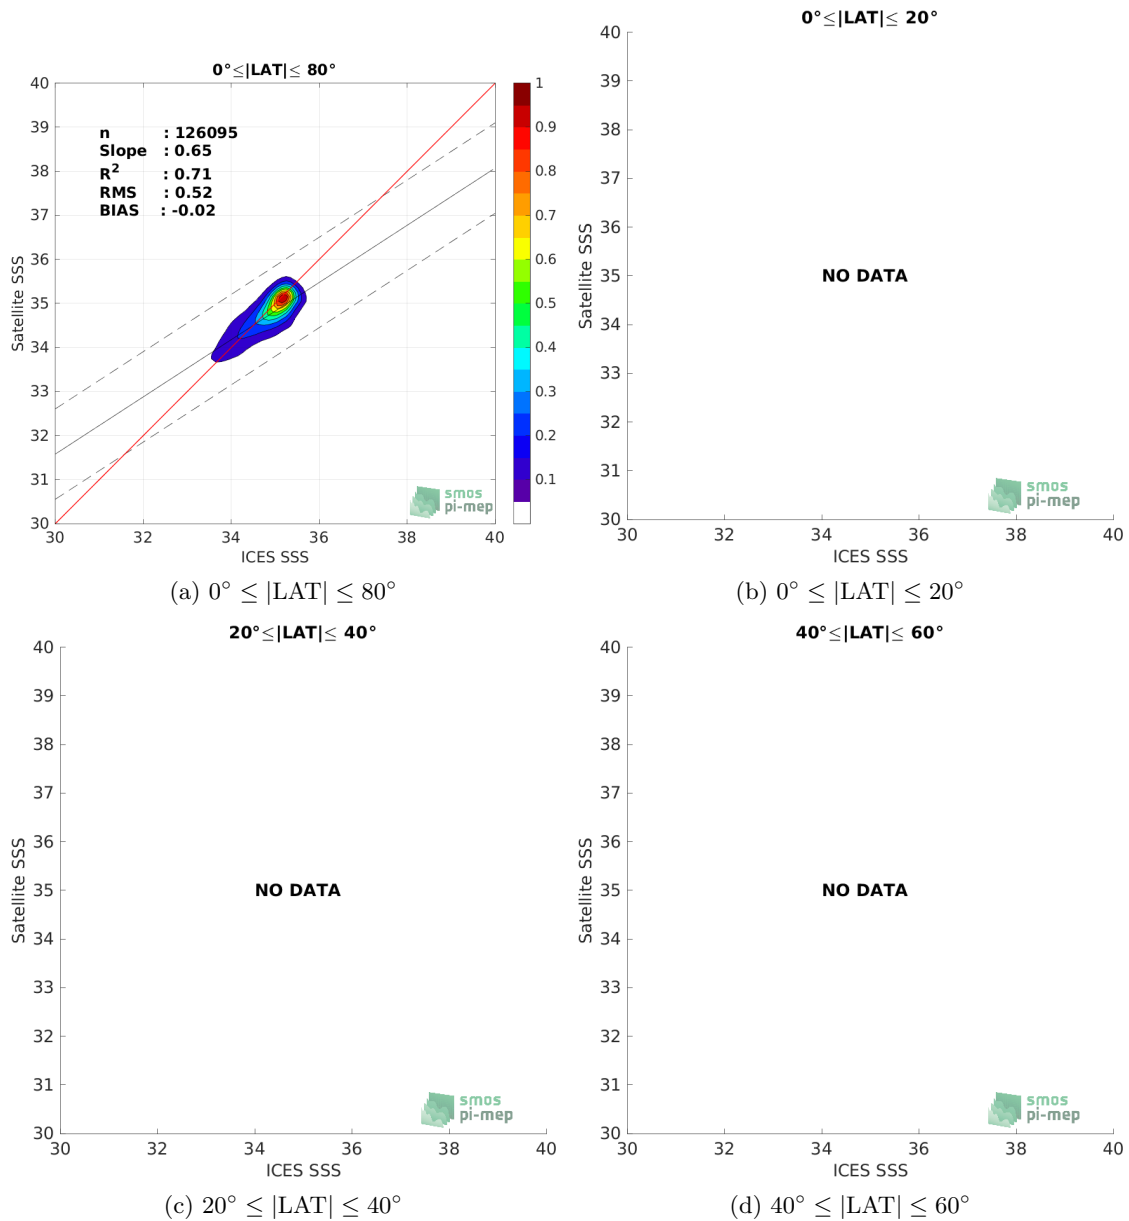 0°≤|LAT|≤ 80°
40
39
38
37
36
35
34
33
32
31
30
Satellite SSS
n : 126095
Slope : 0.65
R² : 0.71
RMS : 0.52
BIAS : -0.02
smos
pi-mep
30 32 34 36 38 40
ICES SSS
1
0.9
0.8
0.7
0.6
0.5
0.4
0.3
0.2
0.1
(a) 0° ≤ |LAT| ≤ 80°
0°≤|LAT|≤ 20°
40
39
38
37
36
35
34
33
32
31
30
Satellite SSS
NO DATA
smos
pi-mep
30 32 34 36 38 40
ICES SSS
(b) 0° ≤ |LAT| ≤ 20°
20°≤|LAT|≤ 40°
40
39
38
37
36
35
34
33
32
31
30
Satellite SSS
NO DATA
smos
pi-mep
30 32 34 36 38 40
ICES SSS
(c) 20° ≤ |LAT| ≤ 40°
40°≤|LAT|≤ 60°
40
39
38
37
36
35
34
33
32
31
30
Satellite SSS
NO DATA
smos
pi-mep
30 32 34 36 38 40
ICES SSS
(d) 40° ≤ |LAT| ≤ 60°